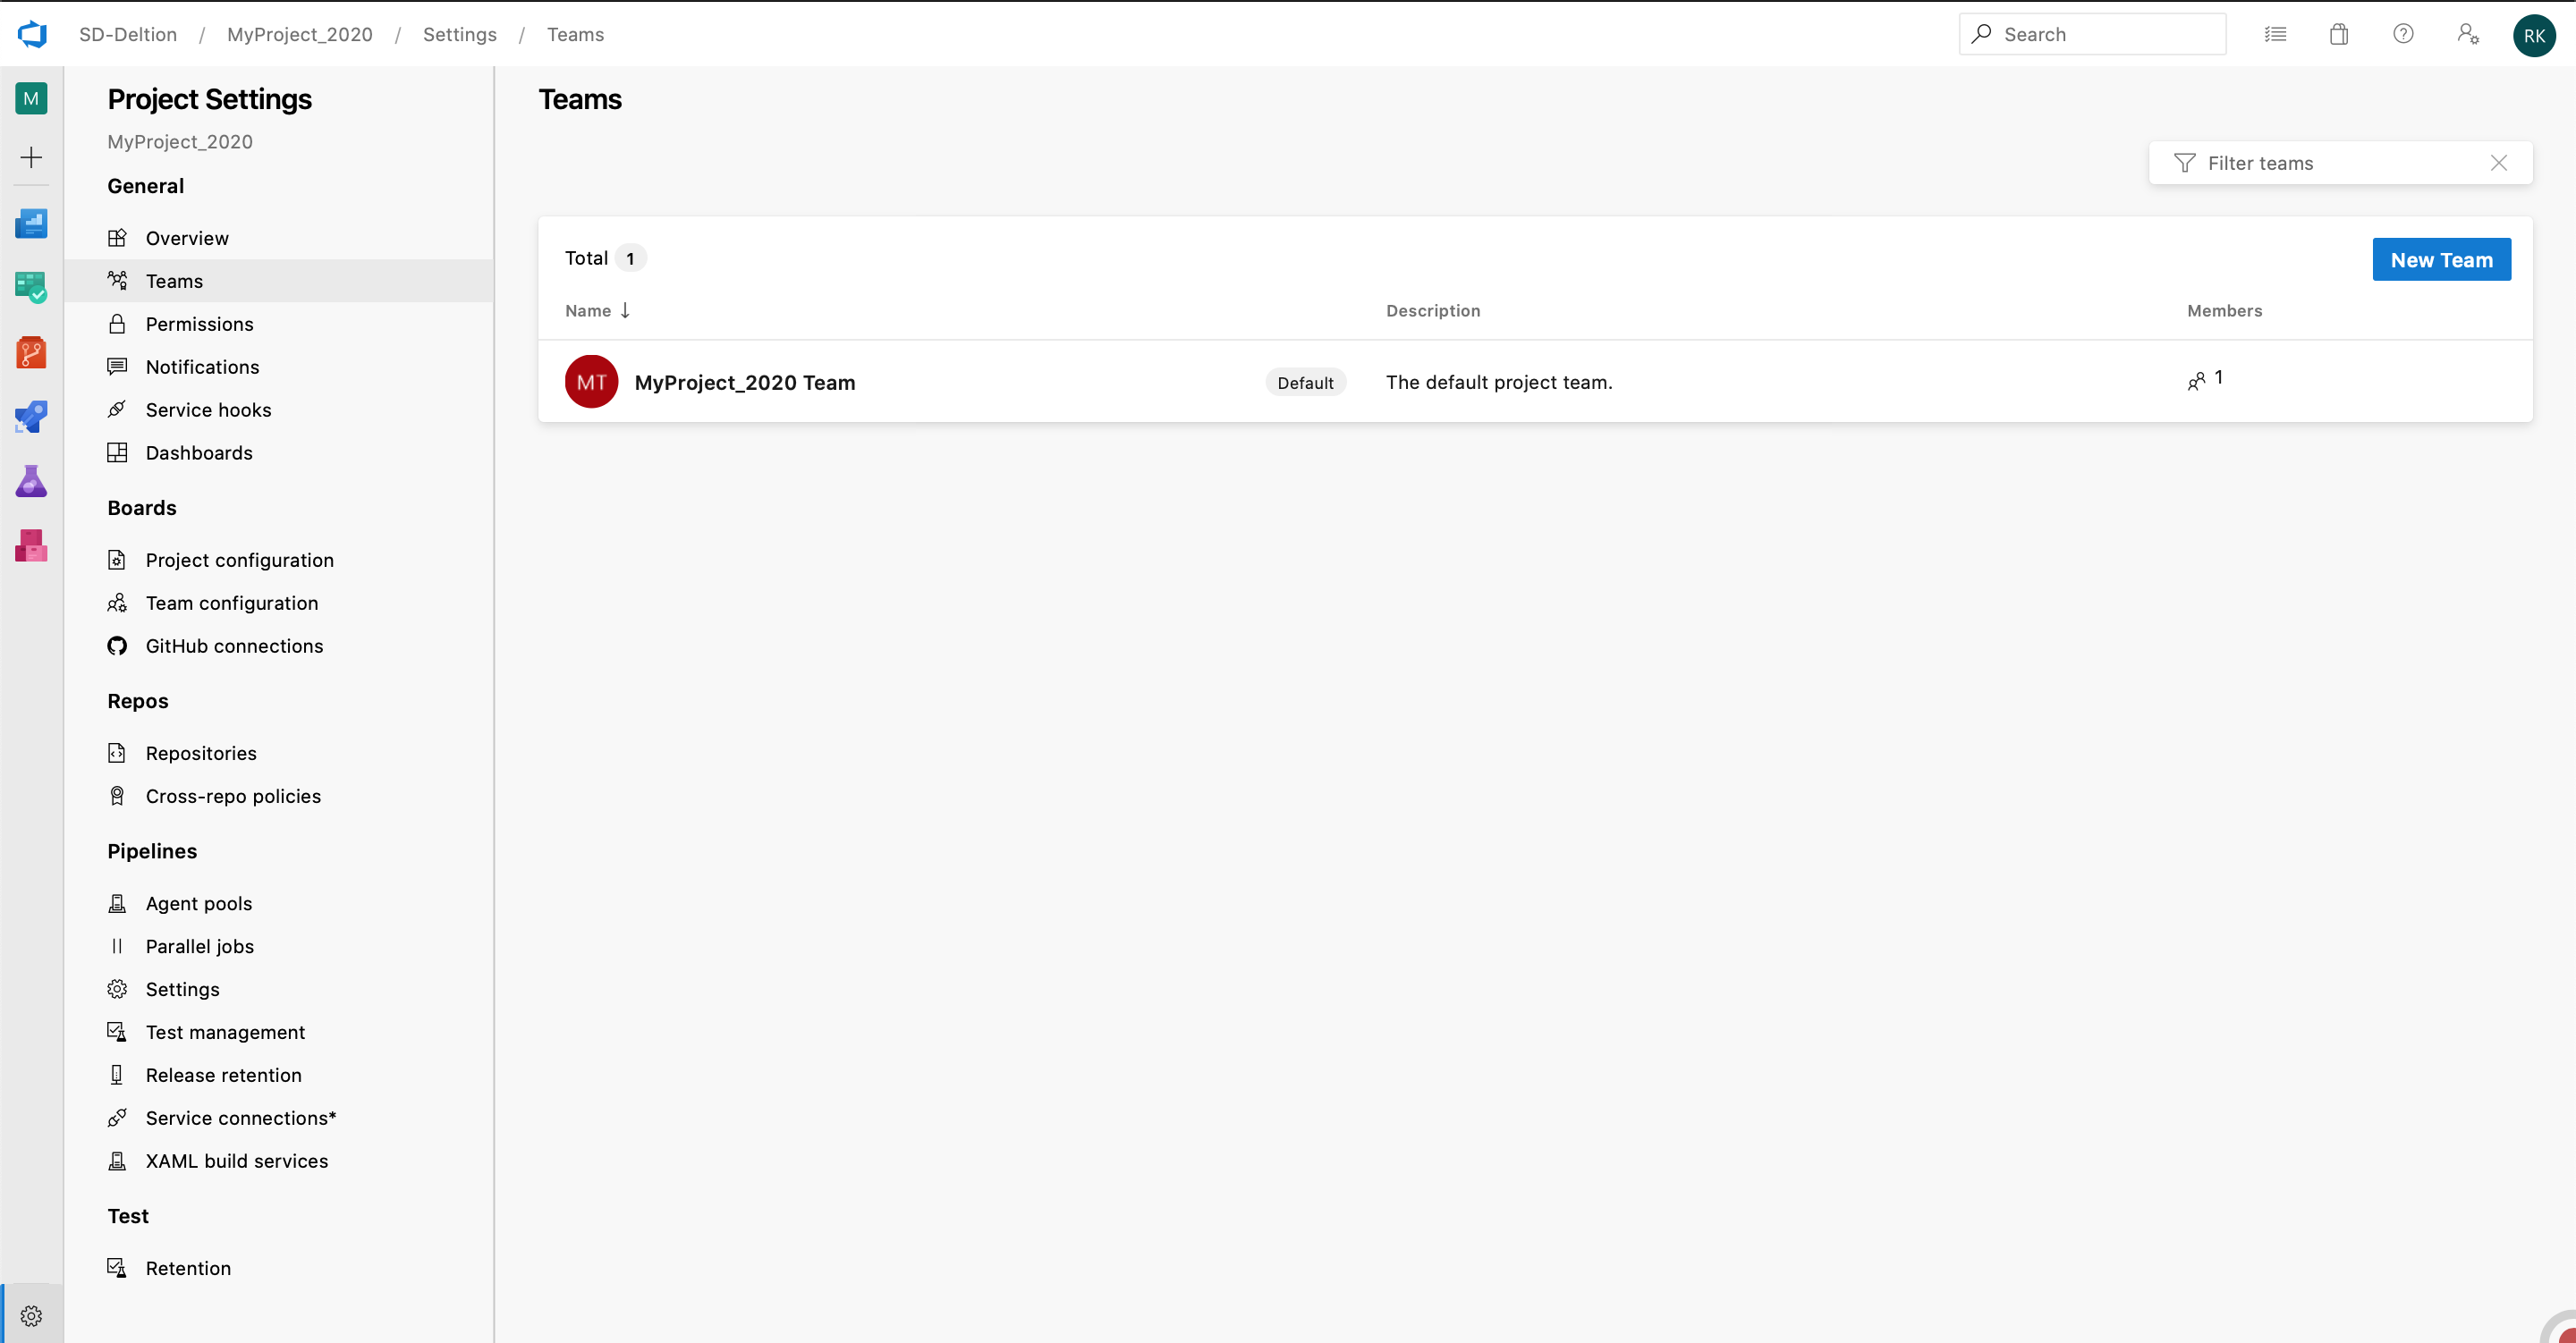 SD-Deltion / MyProject_2020 / Settings / Teams
Search
RK
M
Project Settings
MyProject_2020
General
Overview
Teams
Permissions
Notifications
Service hooks
Dashboards
Boards
Project configuration
Team configuration
GitHub connections
Repos
Repositories
Cross-repo policies
Pipelines
Agent pools
Parallel jobs
Settings
Test management
Release retention
Service connections*
XAML build services
Test
Retention
Teams
Filter teams
Total 1
New Team
Name Description Members
MT MyProject_2020 Team Default The default project team. 1